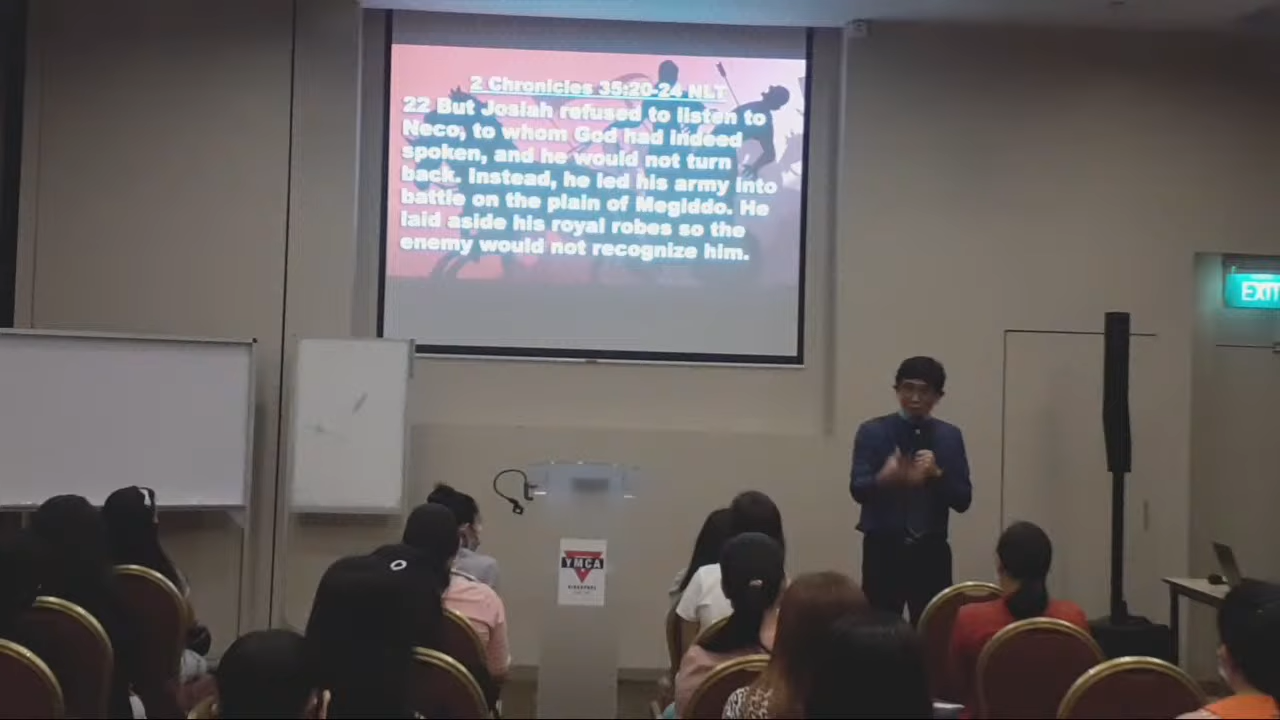 2 Chronicles 35:20-24 NLT
22 But Josiah refused to listen to
Neco, to whom God had indeed
spoken, and he would not turn
back. Instead, he led his army into
battle on the plain of Megiddo. He
laid aside his royal robes so the
enemy would not recognize him.
EXIT
YMCA